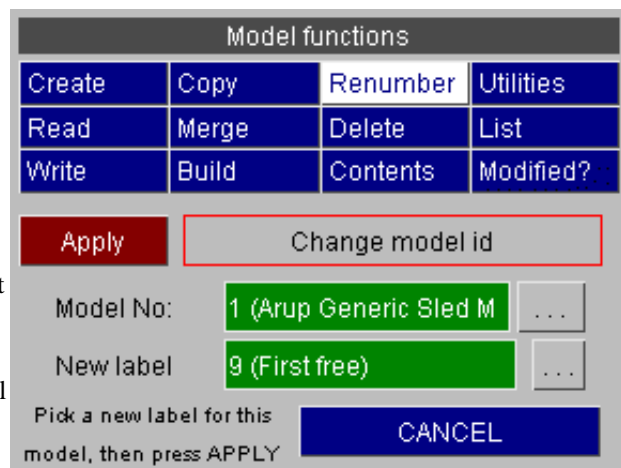 Model functions
Create Copy Renumber Utilities
Read Merge Delete List
Write Build Contents Modified?
Apply Change model id
t
Model No: 1 (Arup Generic Sled M ...
New label 9 (First free) ...
l
Pick a new label for this
model, then press APPLY
CANCEL